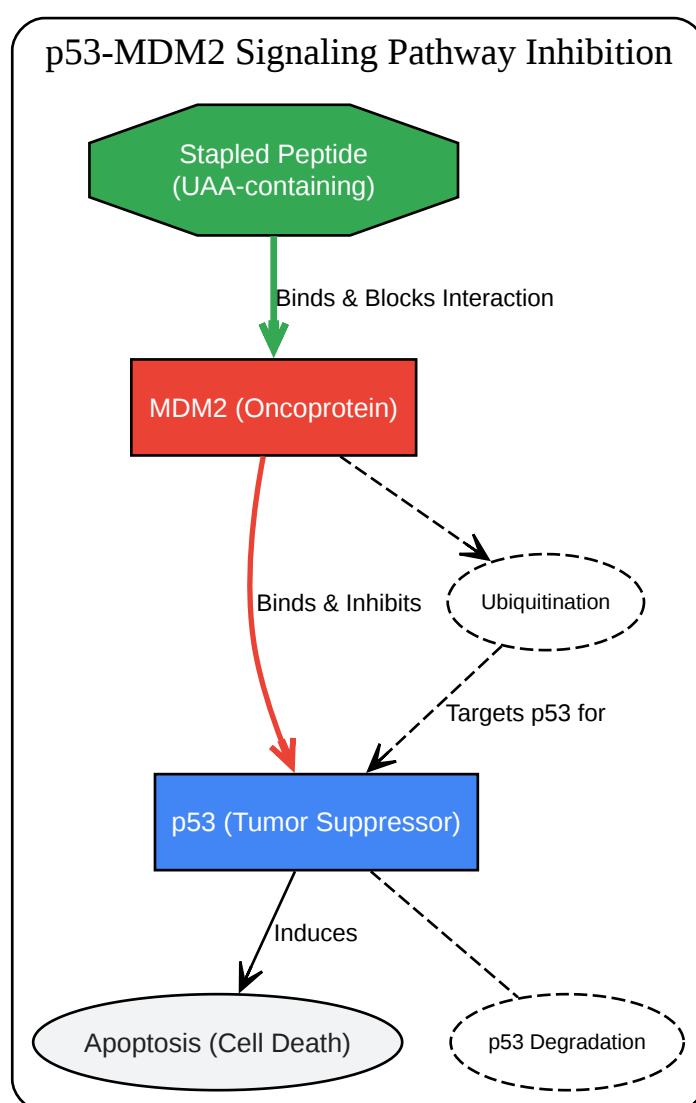 p53-MDM2 Signaling Pathway Inhibition
Stapled Peptide
(UAA-containing)
Binds & Blocks Interaction
MDM2 (Oncoprotein)
Binds & Inhibits
Ubiquitination
Targets p53 for
p53 (Tumor Suppressor)
Induces
Apoptosis (Cell Death)
p53 Degradation